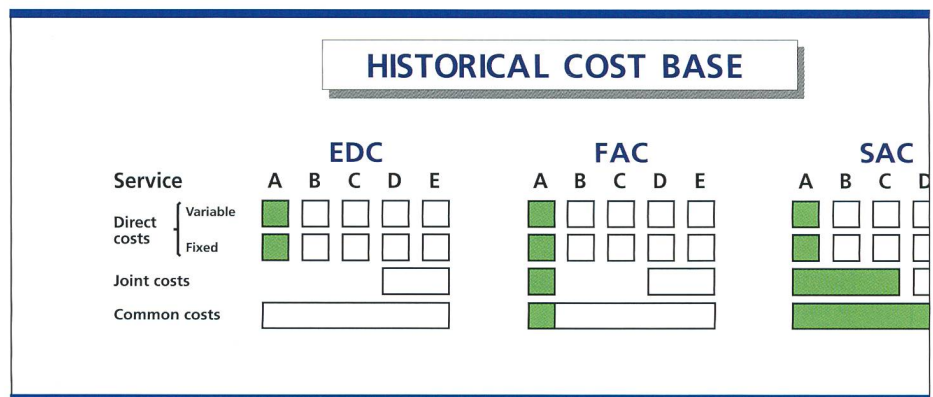 HISTORICAL COST BASE
EDC FAC SAC
Service A B C D E A B C D E A B C D
Direct costs Variable
Fixed
Joint costs
Common costs